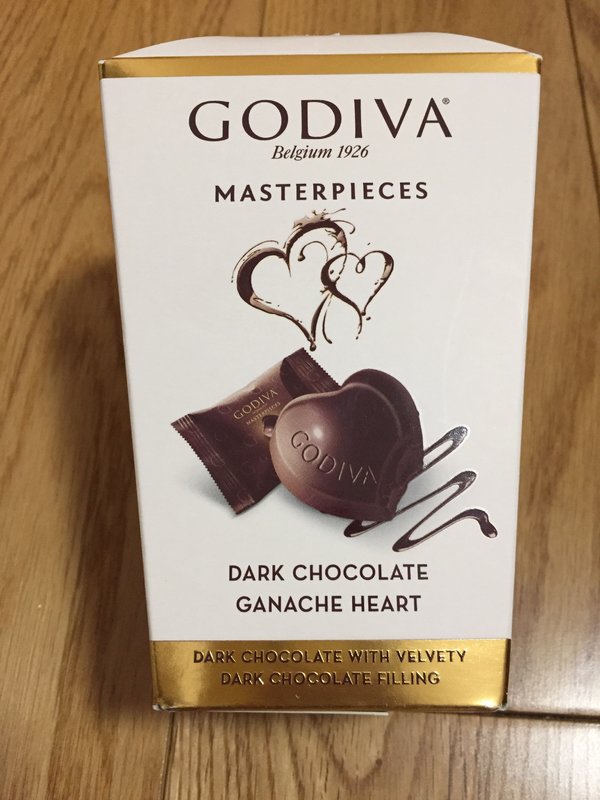 GODIVA®
Belgium 1926
MASTERPIECES
GODIVA
MASTERPIECES
GODIVA
DARK CHOCOLATE
GANACHE HEART
DARK CHOCOLATE WITH VELVETY
DARK CHOCOLATE FILLING